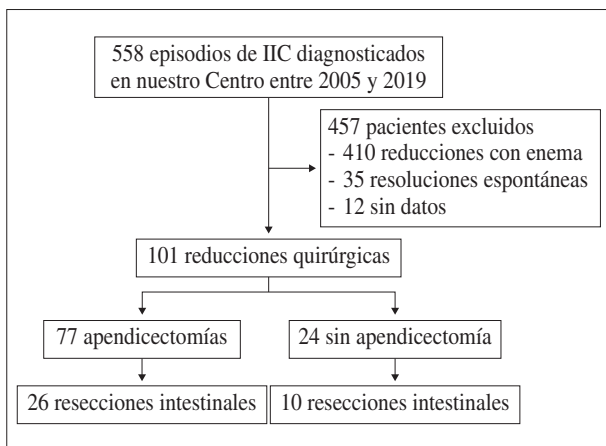 558 episodios de IIC diagnosticados
en nuestro Centro entre 2005 y 2019
457 pacientes excluidos
- 410 reducciones con enema
- 35 resoluciones espontáneas
- 12 sin datos
101 reducciones quirúrgicas
77 apendicectomías
24 sin apendicectomía
26 resecciones intestinales
10 resecciones intestinales